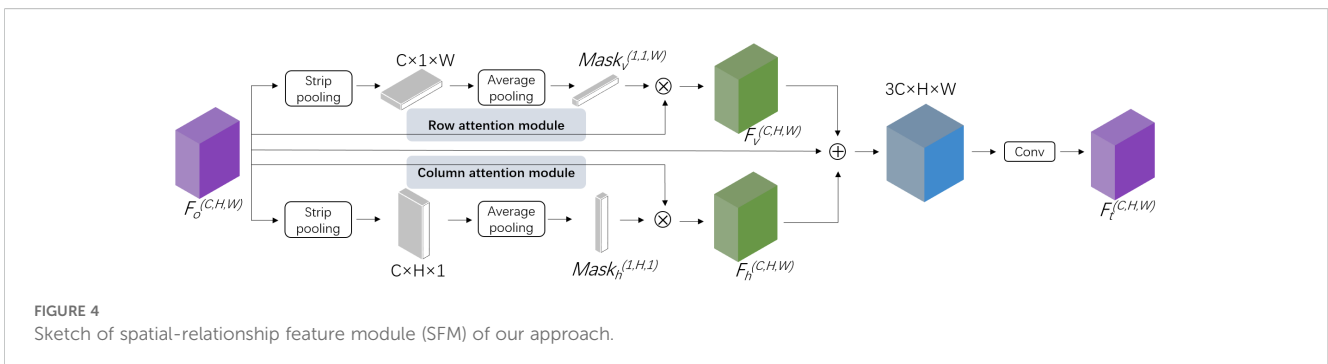 C×1×W
Mask_v^(1,1,W)
3C×H×W
Strip
pooling
Average
pooling
⊗
F_v^(C,H,W)
Row attention module
F_o^(C,H,W)
⊕
Conv
F_t^(C,H,W)
Column attention module
Strip
pooling
Average
pooling
⊗
F_h^(C,H,W)
C×H×1
Mask_h^(1,H,1)
FIGURE 4
Sketch of spatial-relationship feature module (SFM) of our approach.